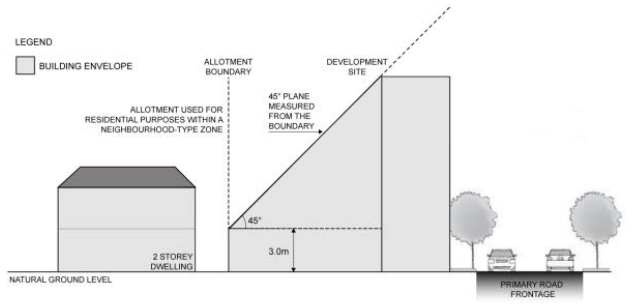 LEGEND
BUILDING ENVELOPE
ALLOTMENT
BOUNDARY
DEVELOPMENT
SITE
ALLOTMENT USED FOR
RESIDENTIAL PURPOSES WITHIN A
NEIGHBOURHOOD-TYPE ZONE
45° PLANE
MEASURED
FROM THE
BOUNDARY
45°
3.0m
2 STOREY
DWELLING
NATURAL GROUND LEVEL
PRIMARY ROAD
FRONTAGE